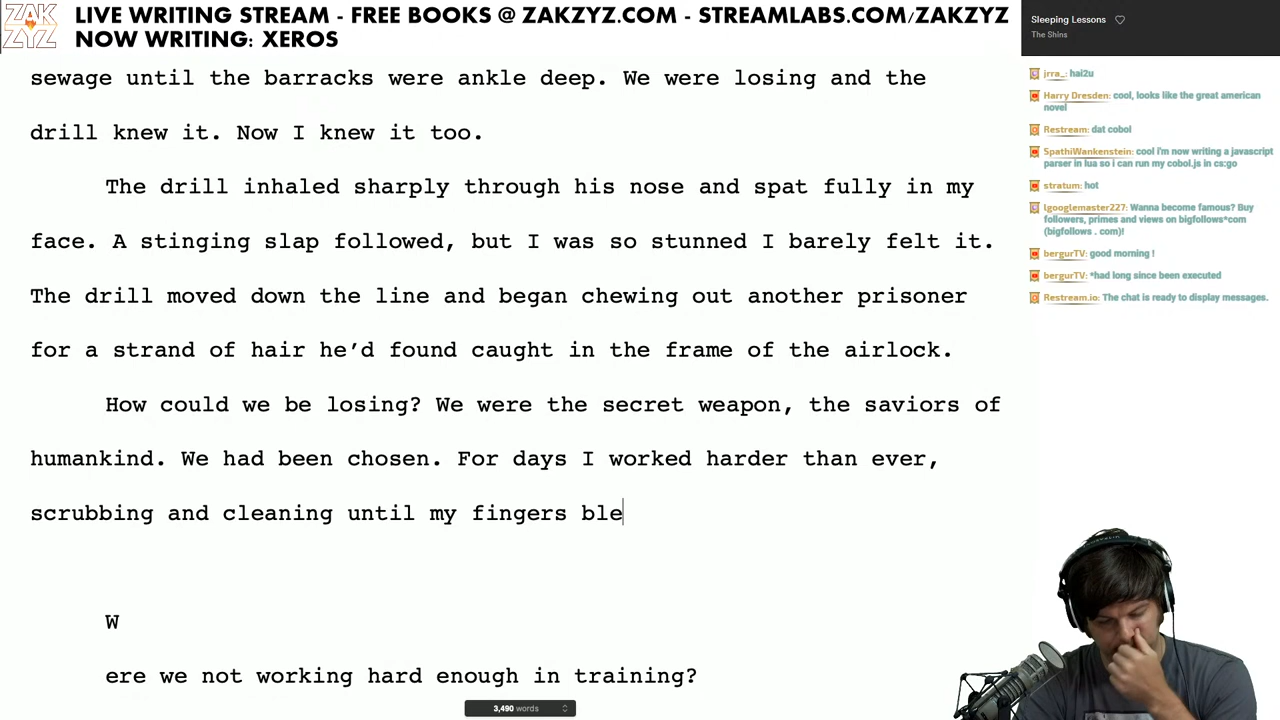 ZAK
ZYZ
LIVE WRITING STREAM - FREE BOOKS @ ZAKZYZ.COM - STREAMLABS.COM/ZAKZYZ
NOW WRITING: XEROS
sewage until the barracks were ankle deep. We were losing and the
drill knew it. Now I knew it too.
The drill inhaled sharply through his nose and spat fully in my
face. A stinging slap followed, but I was so stunned I barely felt it.
The drill moved down the line and began chewing out another prisoner
for a strand of hair he’d found caught in the frame of the airlock.
How could we be losing? We were the secret weapon, the saviors of
humankind. We had been chosen. For days I worked harder than ever,
scrubbing and cleaning until my fingers ble
W
ere we not working hard enough in training?
3,490 words
Sleeping Lessons
The Shins
jrra_: hai2u
Harry Dresden: cool, looks like the great american
novel
Restream: dat cobol
SpathiWankenstein: cool i'm now writing a javascript
parser in lua so i can run my cobol.js in cs:go
stratum: hot
lgooglemaster227: Wanna become famous? Buy
followers, primes and views on bigfollows*com
(bigfollows . com)!
bergurTV: good morning !
bergurTV: *had long since been executed
Restream.io: The chat is ready to display messages.